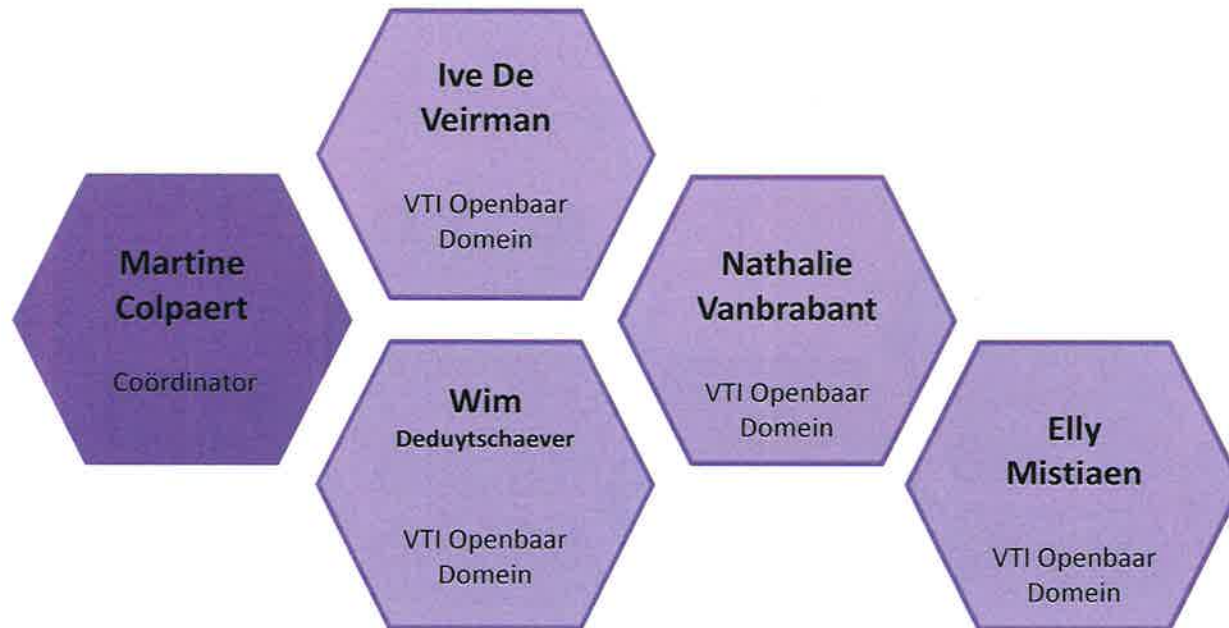 Martine
Colpaert
Coördinator
Ive De
Veirman
VTI Openbaar
Domein
Wim
Deduytschaever
VTI Openbaar
Domein
Nathalie
Vanbrabant
VTI Openbaar
Domein
Elly
Mistiaen
VTI Openbaar
Domein